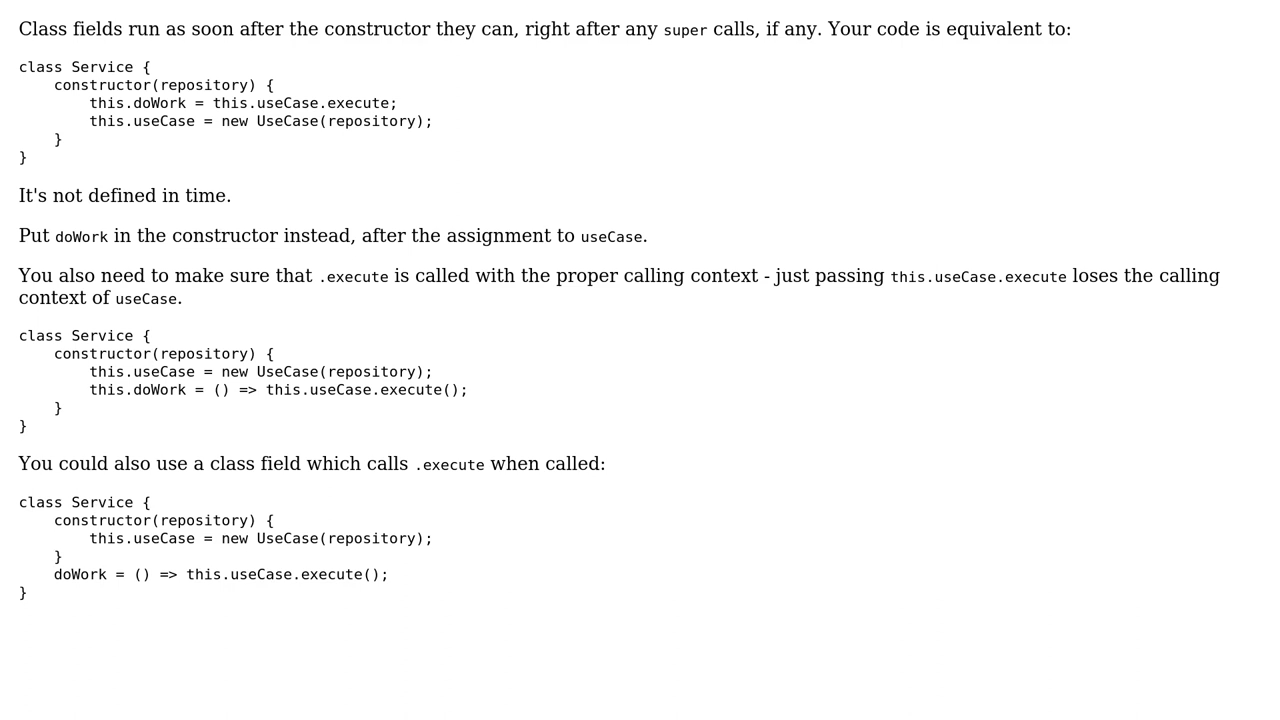 Class fields run as soon after the constructor they can, right after any super calls, if any. Your code is equivalent to:
class Service {
    constructor(repository) {
        this.doWork = this.useCase.execute;
        this.useCase = new UseCase(repository);
    }
}
It's not defined in time.
Put doWork in the constructor instead, after the assignment to useCase.
You also need to make sure that .execute is called with the proper calling context - just passing this.useCase.execute loses the calling
context of useCase.
class Service {
    constructor(repository) {
        this.useCase = new UseCase(repository);
        this.doWork = () => this.useCase.execute();
    }
}
You could also use a class field which calls .execute when called:
class Service {
    constructor(repository) {
        this.useCase = new UseCase(repository);
    }
    doWork = () => this.useCase.execute();
}